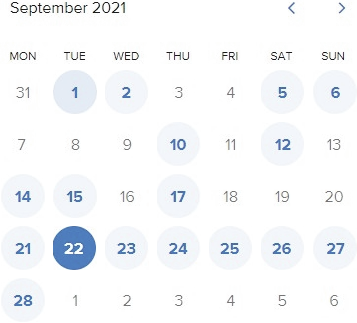 September 2021
MON TUE WED THU FRI SAT SUN
31 1 2 3 4 5 6
7 8 9 10 11 12 13
14 15 16 17 18 19 20
21 22 23 24 25 26 27
28 1 2 3 4 5 6